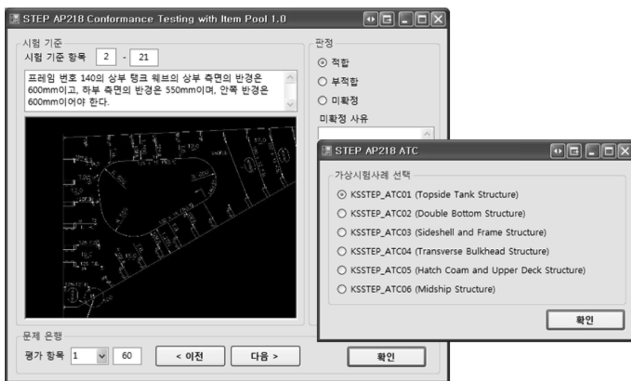 STEP AP218 Conformance Testing with Item Pool 1.0
시험 기준
시험 기준 항목 2 - 21
프레임 번호 140의 상부 탱크 웨브의 상부 측면의 반경은
600mm이고, 하부 측면의 반경은 550mm이며, 안쪽 반경은
600mm이어야 한다.
판정
적합
부적합
미확정
미확정 사유
STEP AP218 ATC
가상시험사례 선택
KSSTEP_ATC01 (Topside Tank Structure)
KSSTEP_ATC02 (Double Bottom Structure)
KSSTEP_ATC03 (Sideshell and Frame Structure)
KSSTEP_ATC04 (Transverse Bulkhead Structure)
KSSTEP_ATC05 (Hatch Coam and Upper Deck Structure)
KSSTEP_ATC06 (Midship Structure)
확인
문제 은행
평가 항목 1 60 < 이전 다음 > 확인